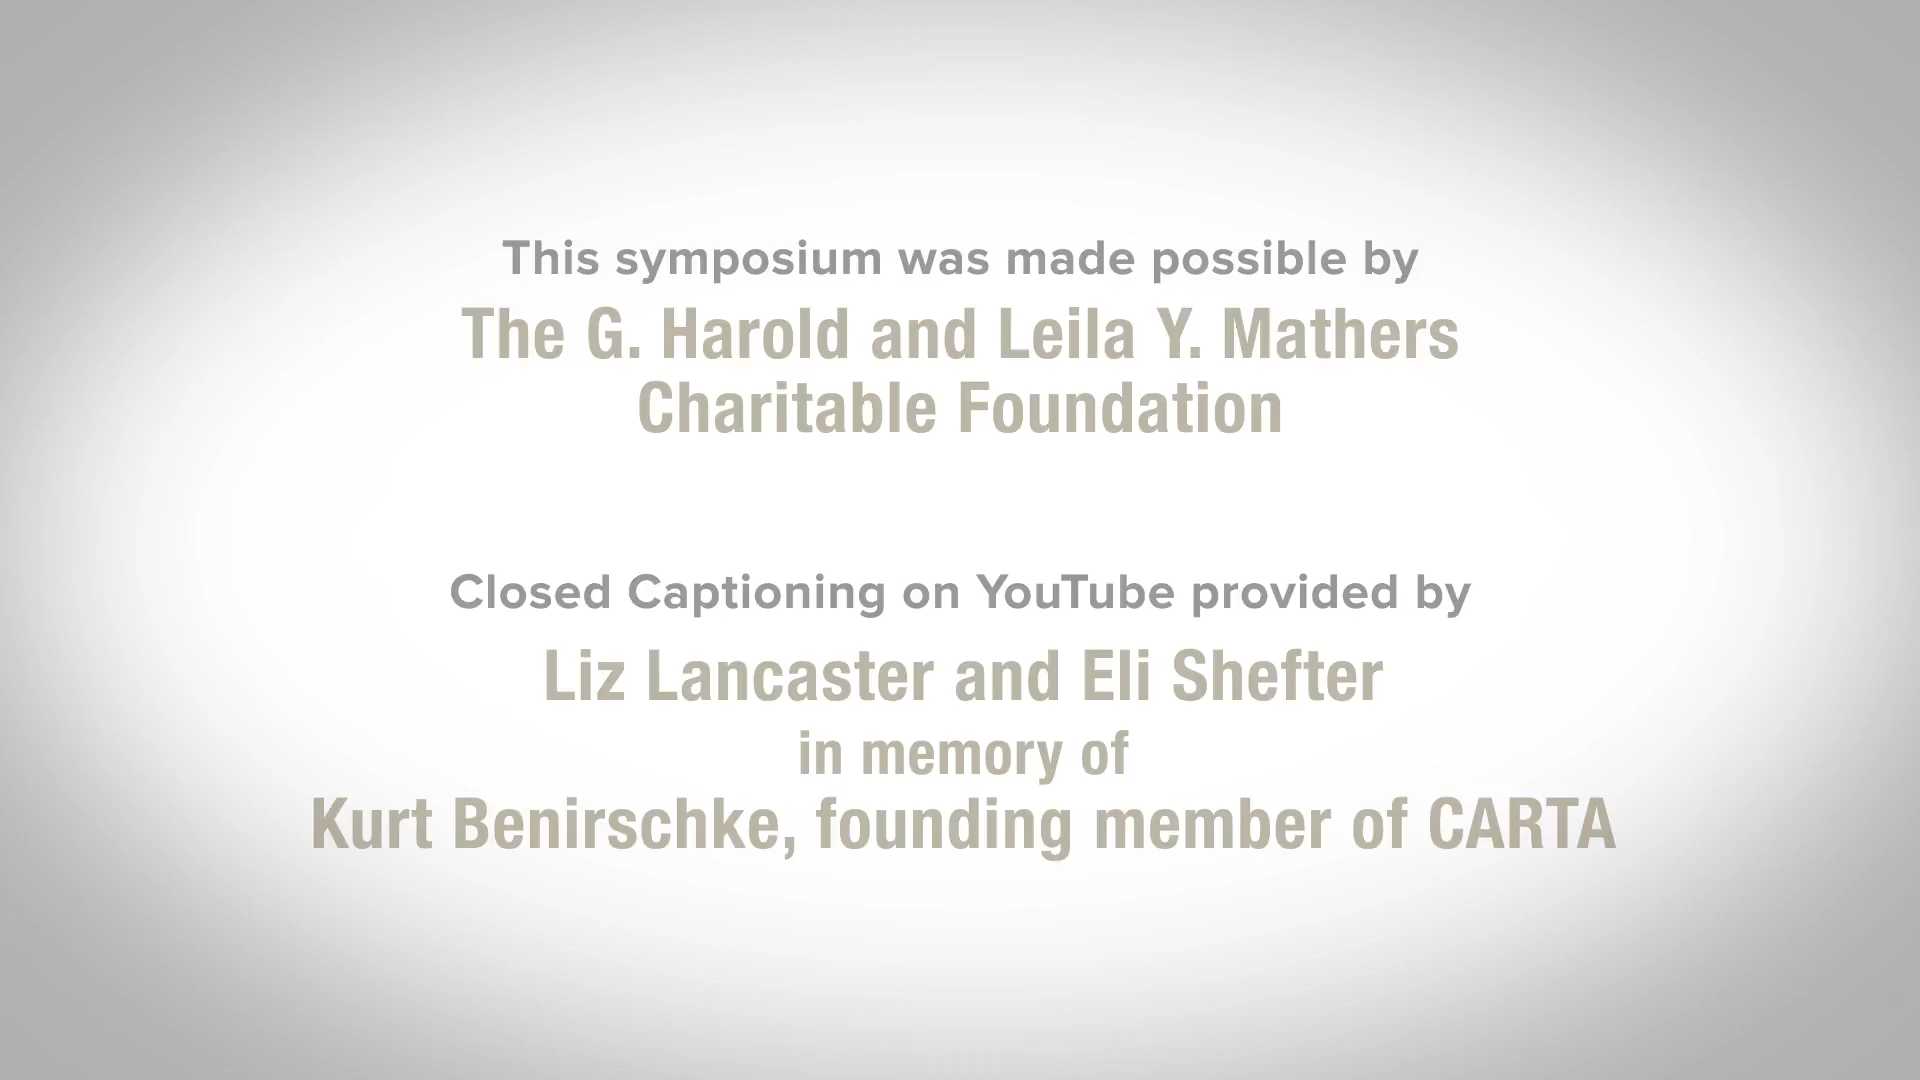 This symposium was made possible by
The G. Harold and Leila Y. Mathers
Charitable Foundation
Closed Captioning on YouTube provided by
Liz Lancaster and Eli Shefter
in memory of
Kurt Benirschke, founding member of CARTA